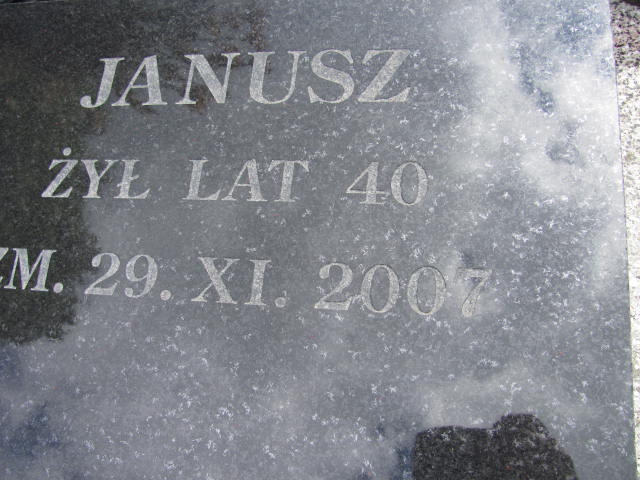 JANUSZ
ŻYŁ LAT 40
ZM. 29. XI. 2007